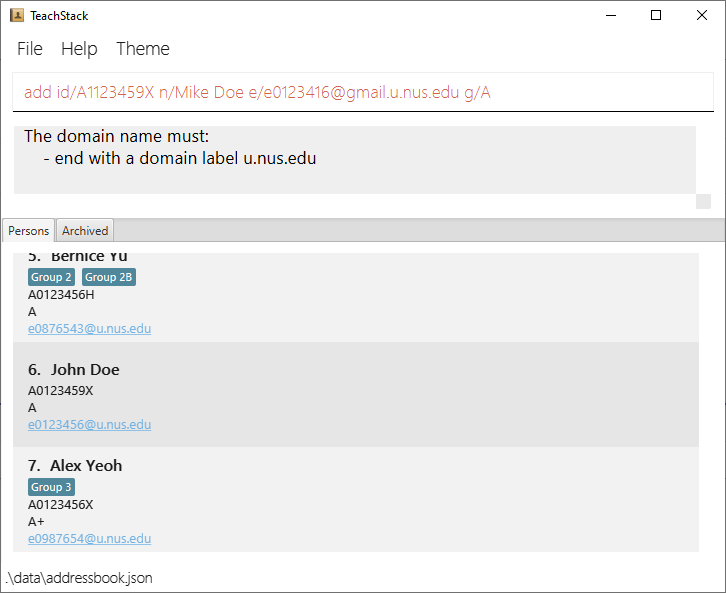 TeachStack
File Help Theme
add id/A1123459X n/Mike Doe e/e0123416@gmail.u.nus.edu g/A
The domain name must:
- end with a domain label u.nus.edu
Persons Archived
5. Bernice Yu
Group 2 Group 2B
A0123456H
A
e0876543@u.nus.edu
6. John Doe
A0123459X
A
e0123456@u.nus.edu
7. Alex Yeoh
Group 3
A0123456X
A+
e0987654@u.nus.edu
.\data\addressbook.json